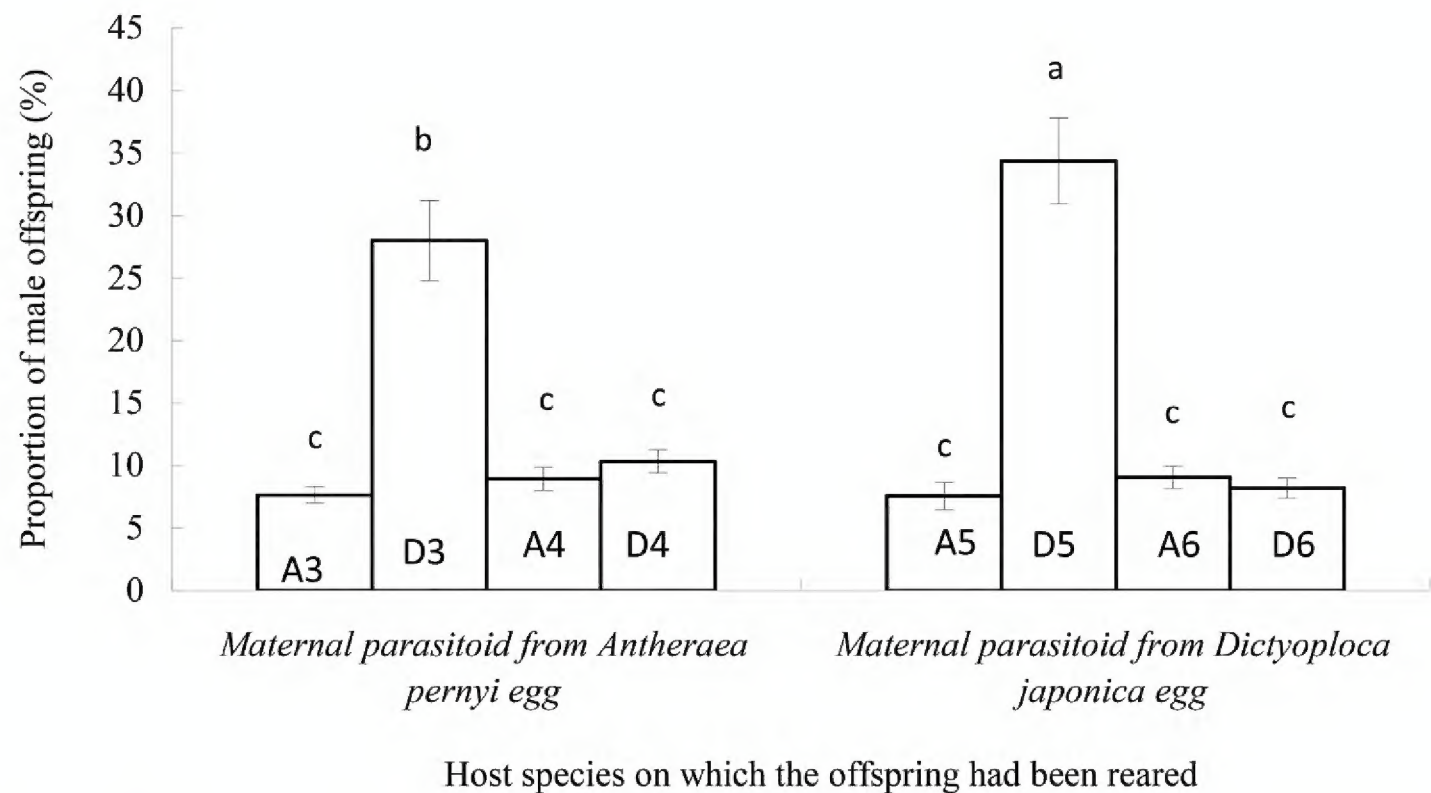 Proportion of male offspring (%)
45
40
35
30
25
20
15
10
5
0
c
b
c
c
c
a
c
c
A3
D3
A4
D4
A5
D5
A6
D6
Maternal parasitoid from Antheraea
pernyi egg
Maternal parasitoid from Dictyoploca
japonica egg
Host species on which the offspring had been reared